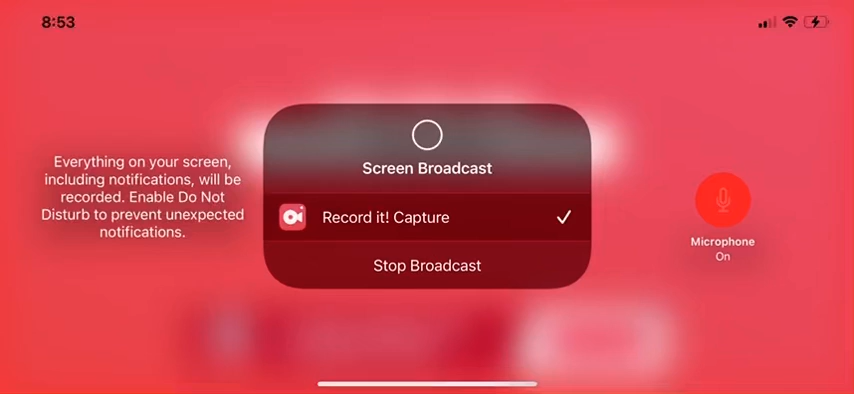 8:53
Everything on your screen,
including notifications, will be
recorded. Enable Do Not
Disturb to prevent unexpected
notifications.
Screen Broadcast
Record it! Capture
Stop Broadcast
Microphone
On